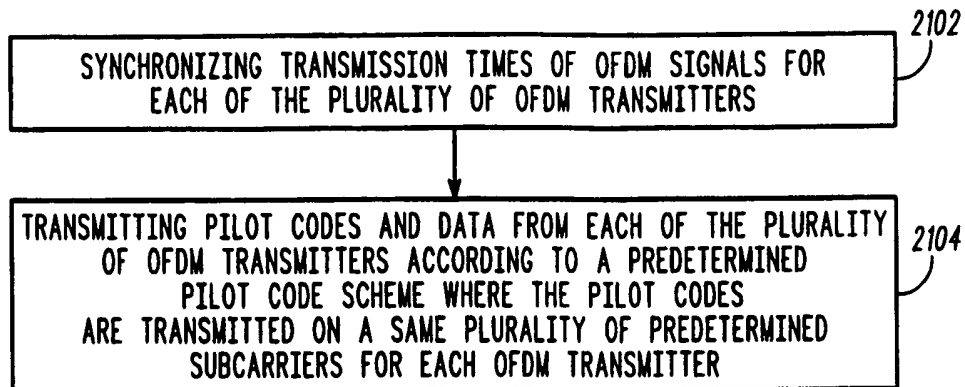 2102
SYNCHRONIZING TRANSMISSION TIMES OF OFDM SIGNALS FOR
EACH OF THE PLURALITY OF OFDM TRANSMITTERS
TRANSMITTING PILOT CODES AND DATA FROM EACH OF THE PLURALITY
OF OFDM TRANSMITTERS ACCORDING TO A PREDETERMINED
2104
PILOT CODE SCHEME WHERE THE PILOT CODES
ARE TRANSMITTED ON A SAME PLURALITY OF PREDETERMINED
SUBCARRIERS FOR EACH OFDM TRANSMITTER